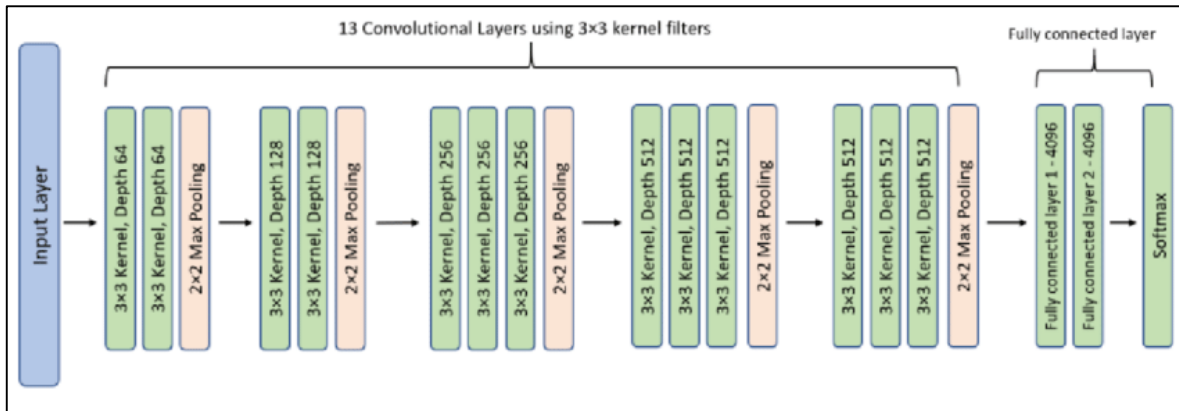 13 Convolutional Layers using 3×3 kernel filters
Fully connected layer
Input Layer
3×3 Kernel, Depth 64
3×3 Kernel, Depth 64
2×2 Max Pooling
3×3 Kernel, Depth 128
3×3 Kernel, Depth 128
2×2 Max Pooling
3×3 Kernel, Depth 256
3×3 Kernel, Depth 256
3×3 Kernel, Depth 256
2×2 Max Pooling
3×3 Kernel, Depth 512
3×3 Kernel, Depth 512
3×3 Kernel, Depth 512
2×2 Max Pooling
3×3 Kernel, Depth 512
3×3 Kernel, Depth 512
3×3 Kernel, Depth 512
2×2 Max Pooling
Fully connected layer 1 - 4096
Fully connected layer 2 - 4096
Softmax